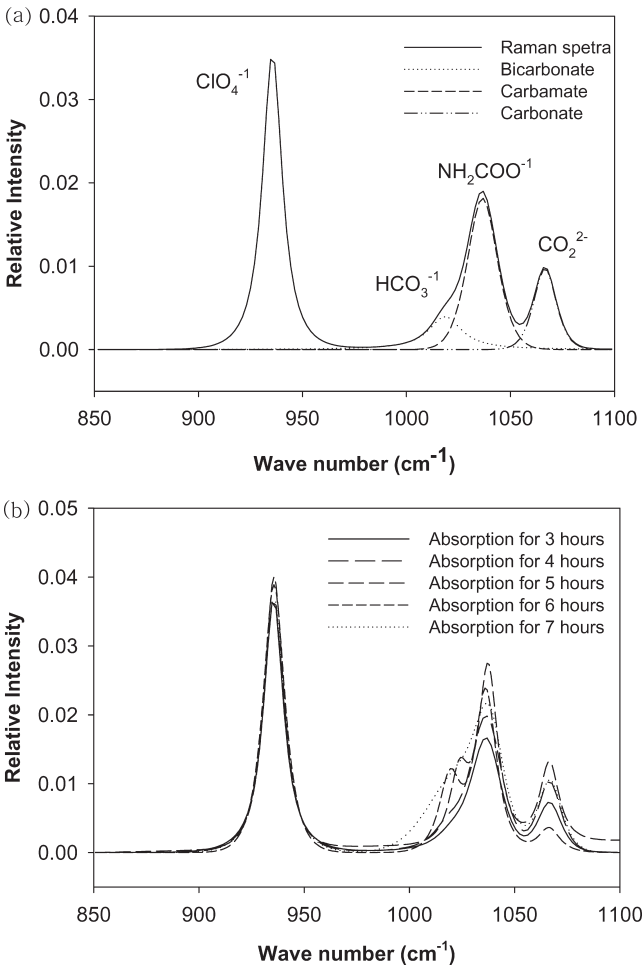 (a)
0.04
0.03
0.02
0.01
0.00
Relative Intensity
ClO₄⁻¹
HCO₃⁻¹
NH₂COO⁻¹
CO₂²⁻
Raman spetra
Bicarbonate
Carbamate
Carbonate
850 900 950 1000 1050 1100
Wave number (cm⁻¹)
(b)
0.05
0.04
0.03
0.02
0.01
0.00
Relative Intensity
Absorption for 3 hours
Absorption for 4 hours
Absorption for 5 hours
Absorption for 6 hours
Absorption for 7 hours
850 900 950 1000 1050 1100
Wave number (cm⁻¹)